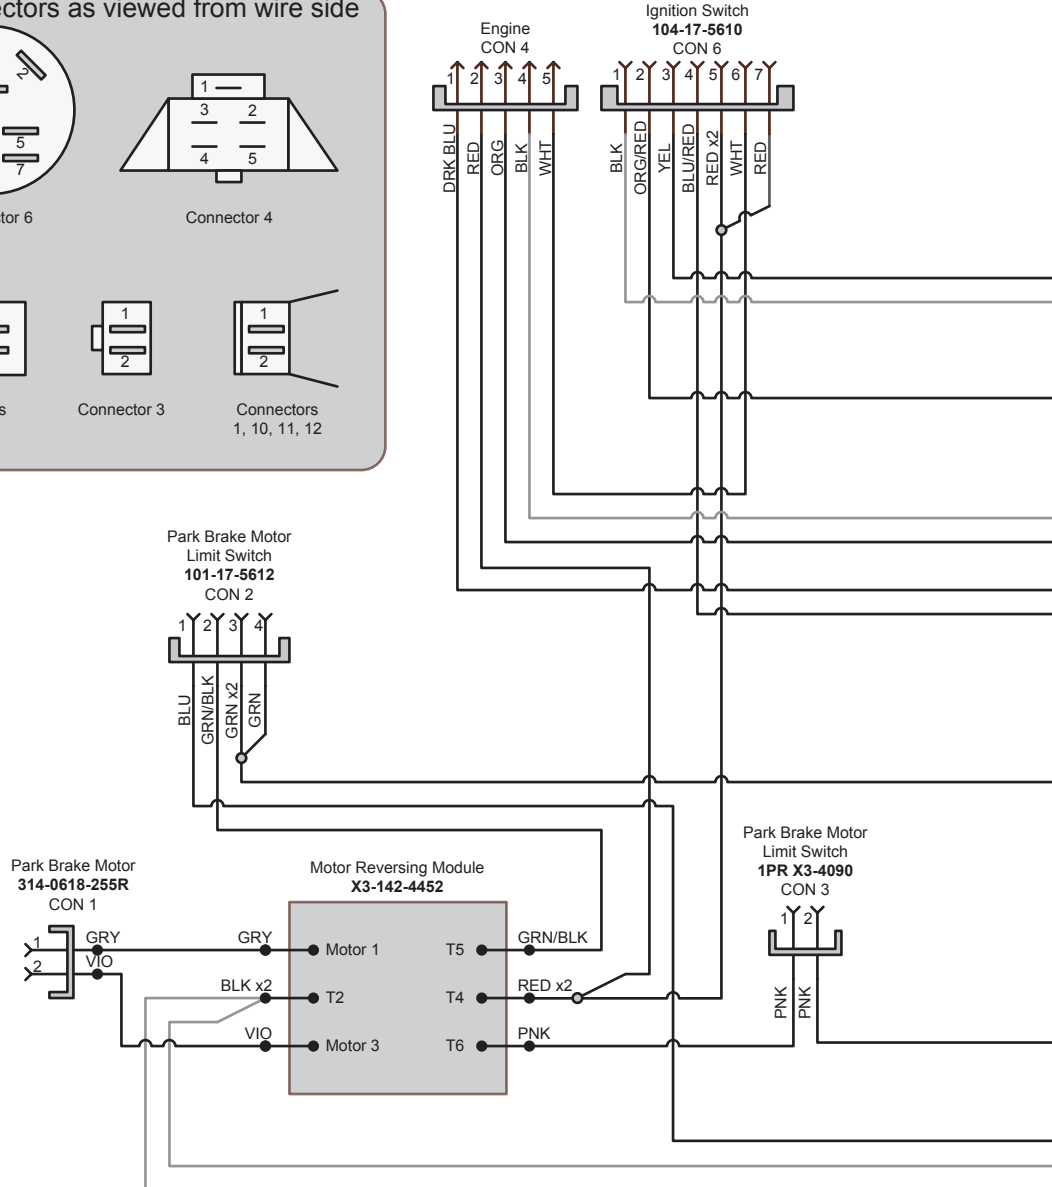 ctors as viewed from wire side
2
5
7
tor 6
1
3 2
4 5
Connector 4
s
1
2
Connector 3
1
2
Connectors
1, 10, 11, 12
Engine
CON 4
1 2 3 4 5
DRK BLU
RED
ORG
BLK
WHT
Ignition Switch
104-17-5610
CON 6
1 2 3 4 5 6 7
BLK
ORG/RED
YEL
BLU/RED
RED x2
WHT
RED
Park Brake Motor
Limit Switch
101-17-5612
CON 2
1 2 3 4
BLU
GRN/BLK
GRN x2
GRN
Park Brake Motor
314-0618-255R
CON 1
1
2
GRY
VIO
Motor Reversing Module
X3-142-4452
GRY
BLK x2
VIO
Motor 1
T2
Motor 3
T5
T4
T6
GRN/BLK
RED x2
PNK
Park Brake Motor
Limit Switch
1PR X3-4090
CON 3
1 2
PNK
PNK